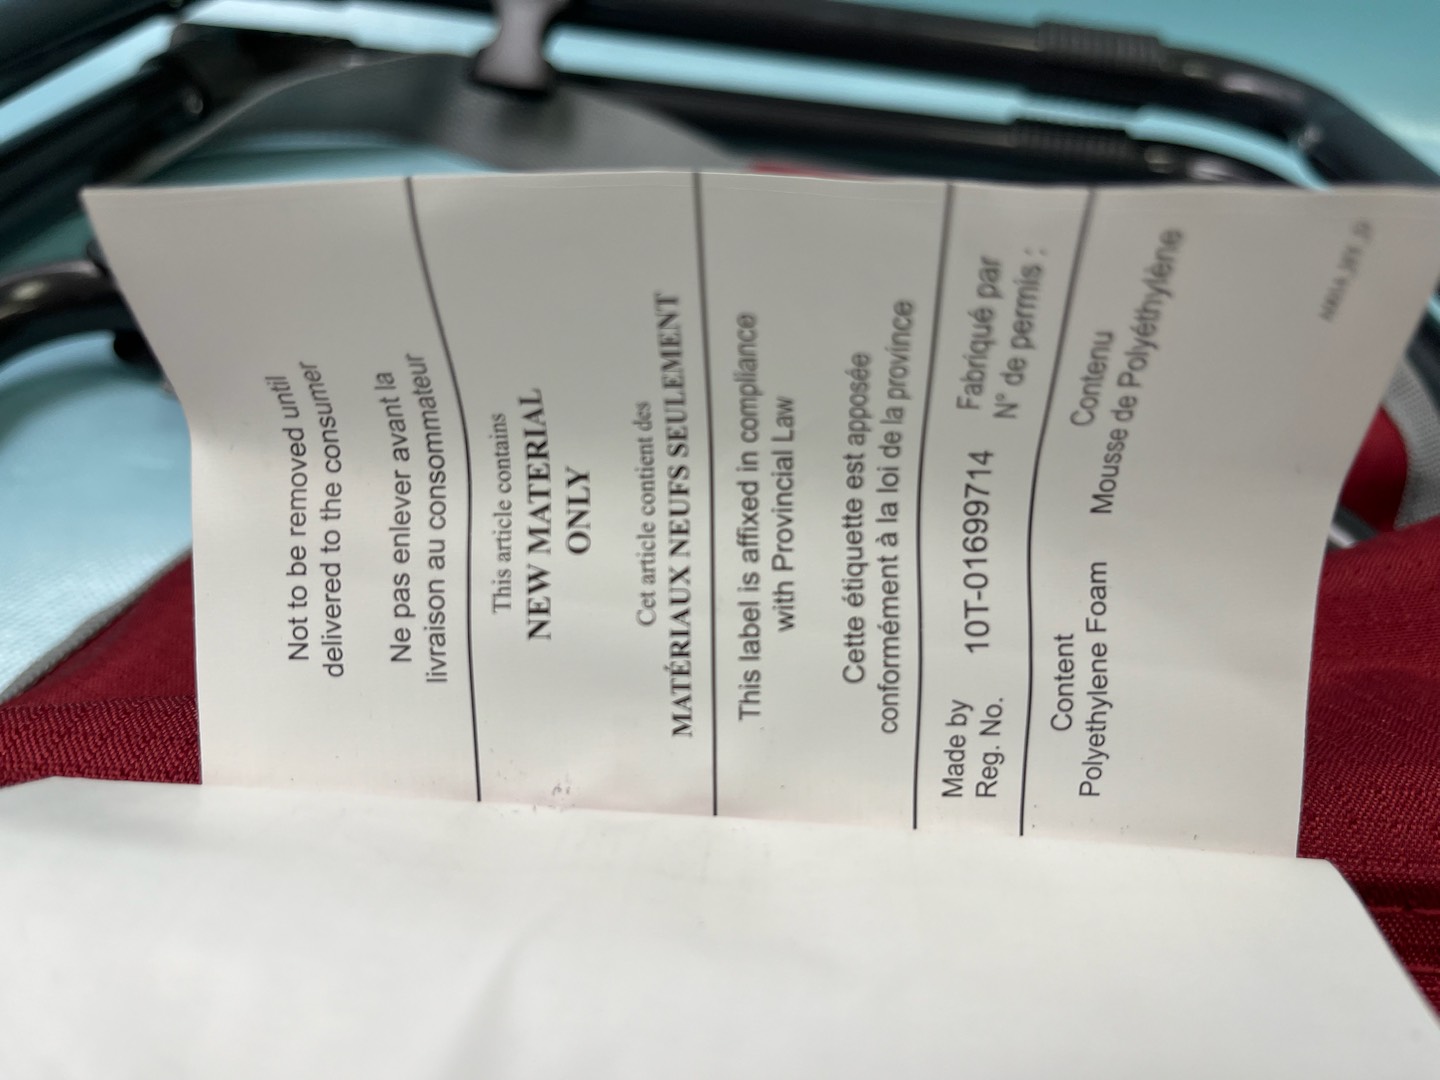 Not to be removed until
delivered to the consumer
Ne pas enlever avant la
livraison au consommateur
This article contains
NEW MATERIAL
ONLY
Cet article contient des
MATÉRIAUX NEUFS SEULEMENT
This label is affixed in compliance
with Provincial Law
Cette étiquette est apposée
conformément à la loi de la province
Made by Fabriqué par
Reg. No. 10T-01699714 N° de permis :
Content Contenu
Polyethylene Foam Mousse de Polyéthylène